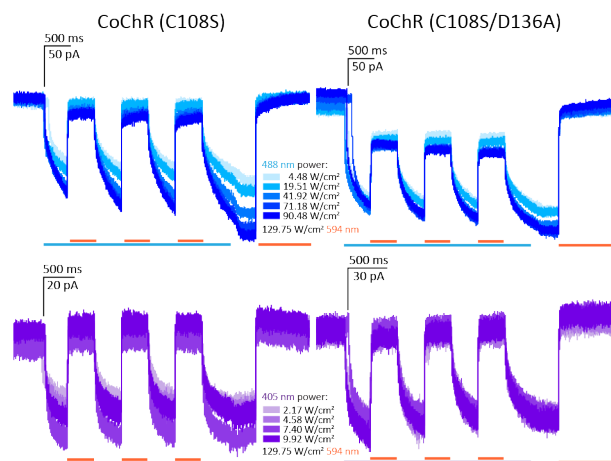 CoChR (C108S)
CoChR (C108S/D136A)
500 ms
50 pA
500 ms
50 pA
488 nm power:
4.48 W/cm²
19.51 W/cm²
41.92 W/cm²
71.18 W/cm²
90.48 W/cm²
129.75 W/cm² 594 nm
500 ms
20 pA
500 ms
30 pA
405 nm power:
2.17 W/cm²
4.58 W/cm²
7.40 W/cm²
9.92 W/cm²
129.75 W/cm² 594 nm